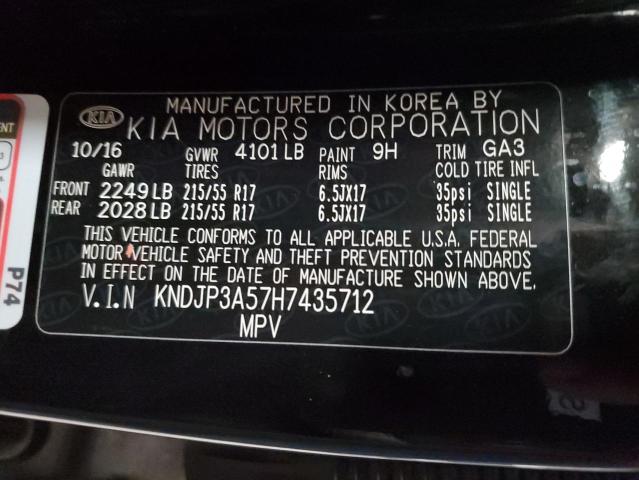 MANUFACTURED IN KOREA BY
KIA KIA MOTORS CORPORATION
10/16 GVWR 4101 LB PAINT 9H TRIM GA3
GAWR TIRES RIMS COLD TIRE INFL
FRONT 2249 LB 215/55 R17 6.5JX17 35psi SINGLE
REAR 2028 LB 215/55 R17 6.5JX17 35psi SINGLE
THIS VEHICLE CONFORMS TO ALL APPLICABLE U.S.A. FEDERAL
MOTOR VEHICLE SAFETY AND THEFT PREVENTION STANDARDS
IN EFFECT ON THE DATE OF MANUFACTURE SHOWN ABOVE.
V.I.N KNDJP3A57H7435712
MPV
P74